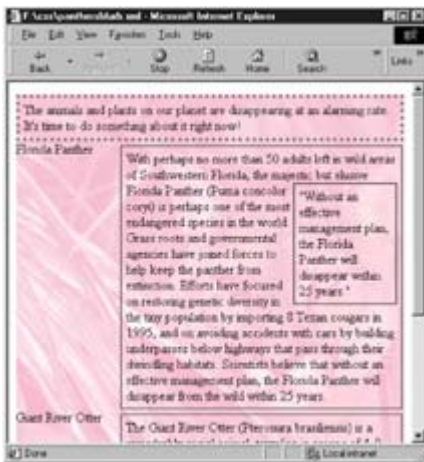 F:\css\panthersbtab.xml - Microsoft Internet Explorer
File Edit View Favorites Tools Help
Back Stop Refresh Home Search Links
The animals and plants on our planet are disappearing at an alarming rate.
It's time to do something about it right now!
Florida Panther
With perhaps no more than 50 adults left in wild areas
of Southwestern Florida, the majestic, but elusive
Florida Panther (Puma concolor
coryi) is perhaps one of the most
endangered species in the world.
Grass roots and governmental
agencies have joined forces to
help keep the panther from
extinction. Efforts have focused
on restoring genetic diversity in
"Without an
effective
management plan,
the Florida
Panther will
disappear within
25 years."
the tiny population by importing 8 Texan cougars in
1995, and on avoiding accidents with cars by building
underpasses below highways that pass through their
dwindling habitats. Scientists believe that without an
effective management plan, the Florida Panther will
disappear from the wild within 25 years.
Giant River Otter
The Giant River Otter (Pteronura brasiliensis) is a
Done
Local intranet